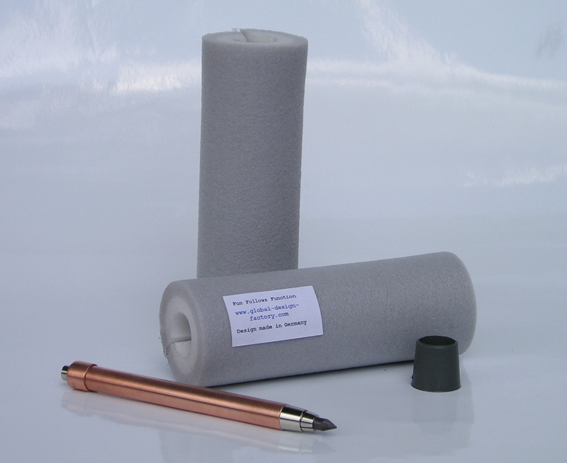 Fun Follows Function
www.global-design-
factory.com
Design made in Germany